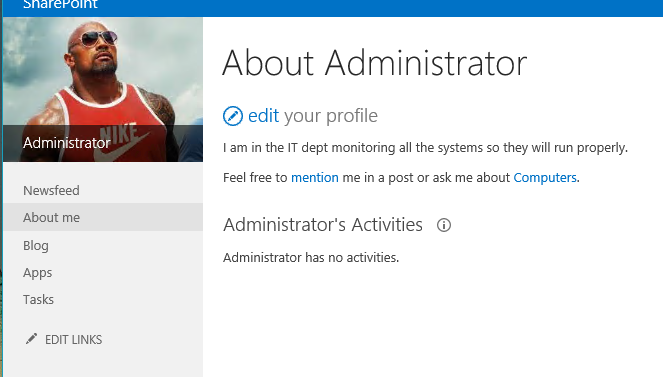 SharePoint
NIKE
Administrator
Newsfeed
About me
Blog
Apps
Tasks
EDIT LINKS
About Administrator
edit your profile
I am in the IT dept monitoring all the systems so they will run properly.
Feel free to mention me in a post or ask me about Computers.
Administrator's Activities
Administrator has no activities.